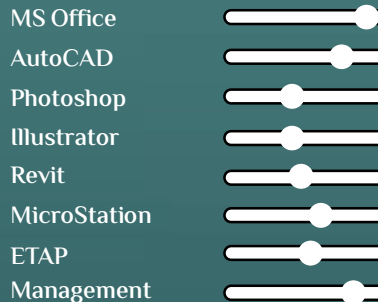 MS Office
AutoCAD
Photoshop
Illustrator
Revit
MicroStation
ETAP
Management